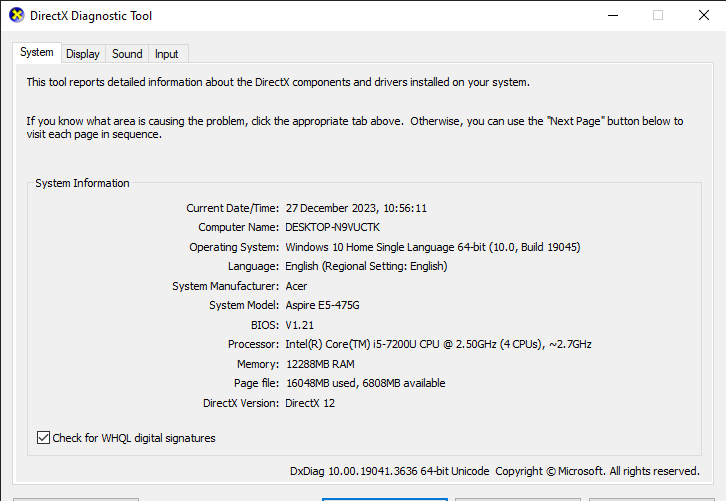 DirectX Diagnostic Tool
System Display Sound Input
This tool reports detailed information about the DirectX components and drivers installed on your system.
If you know what area is causing the problem, click the appropriate tab above.  Otherwise, you can use the "Next Page" button below to
visit each page in sequence.
System Information
Current Date/Time: 27 December 2023, 10:56:11
Computer Name: DESKTOP-N9VUCTK
Operating System: Windows 10 Home Single Language 64-bit (10.0, Build 19045)
Language: English (Regional Setting: English)
System Manufacturer: Acer
System Model: Aspire E5-475G
BIOS: V1.21
Processor: Intel(R) Core(TM) i5-7200U CPU @ 2.50GHz (4 CPUs), ~2.7GHz
Memory: 12288MB RAM
Page file: 16048MB used, 6808MB available
DirectX Version: DirectX 12
Check for WHQL digital signatures
DxDiag 10.00.19041.3636 64-bit Unicode  Copyright © Microsoft. All rights reserved.